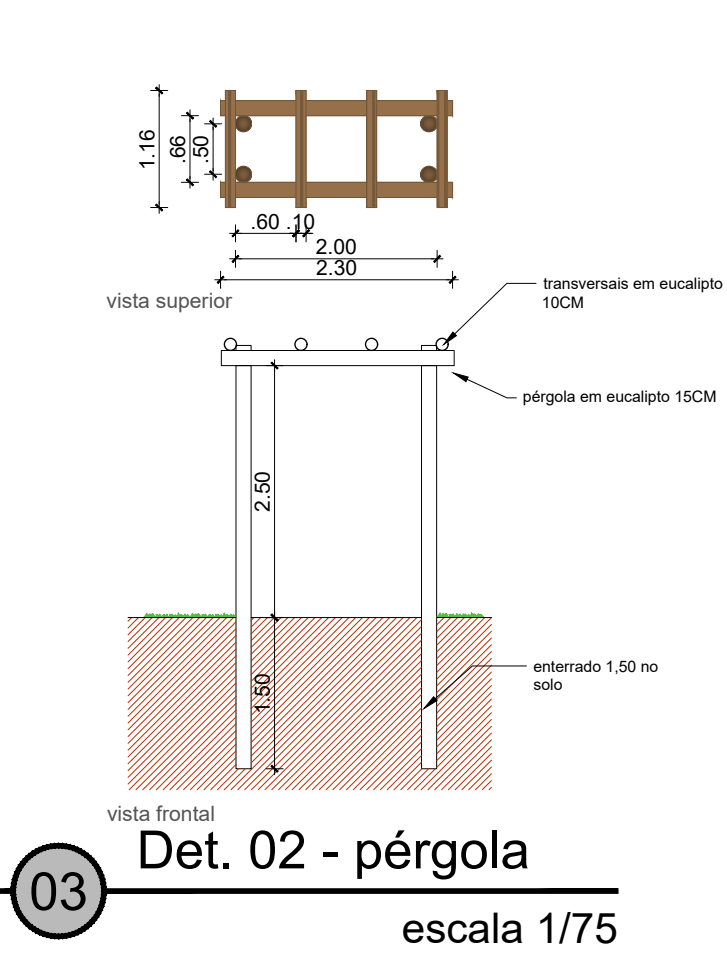 1.16
.66
.50
.60 .10
2.00
2.30
vista superior
transversais em eucalipto
10CM
pérgola em eucalipto 15CM
2.50
1.50
enterrado 1,50 no
solo
vista frontal
Det. 02 - pérgola
03
escala 1/75